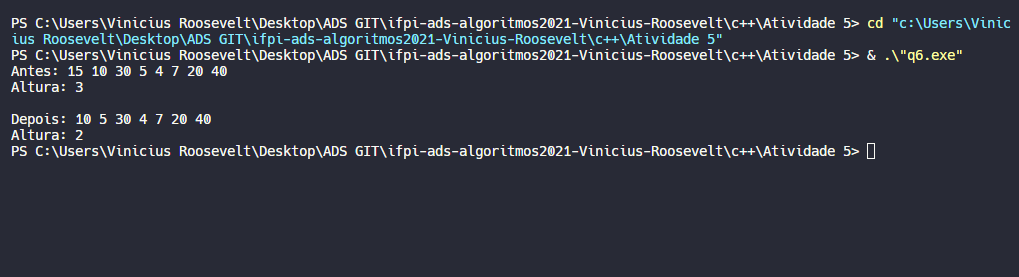 PS C:\Users\Vinicius Roosevelt\Desktop\ADS GIT\ifpi-ads-algoritmos2021-Vinicius-Roosevelt\c++\Atividade 5> cd "c:\Users\Vinic
ius Roosevelt\Desktop\ADS GIT\ifpi-ads-algoritmos2021-Vinicius-Roosevelt\c++\Atividade 5"
PS C:\Users\Vinicius Roosevelt\Desktop\ADS GIT\ifpi-ads-algoritmos2021-Vinicius-Roosevelt\c++\Atividade 5> & .\"q6.exe"
Antes: 15 10 30 5 4 7 20 40
Altura: 3
Depois: 10 5 30 4 7 20 40
Altura: 2
PS C:\Users\Vinicius Roosevelt\Desktop\ADS GIT\ifpi-ads-algoritmos2021-Vinicius-Roosevelt\c++\Atividade 5>